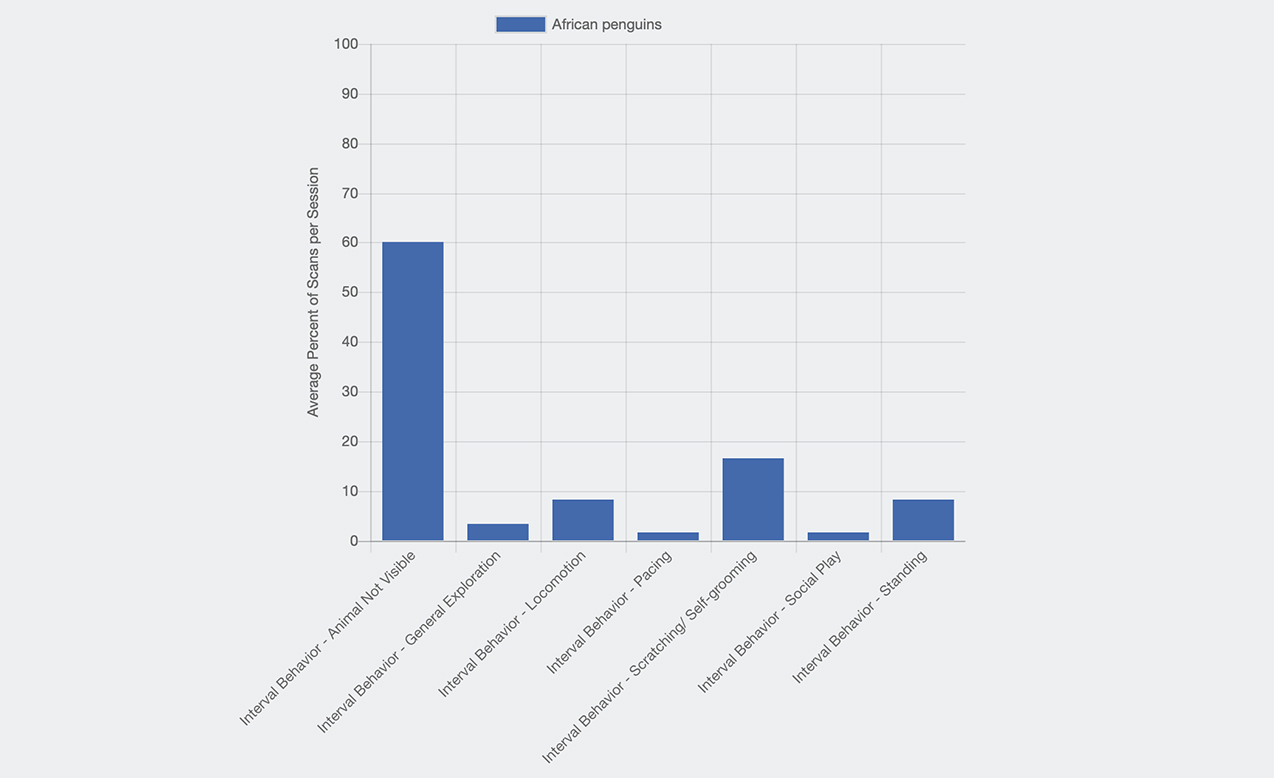 African penguins
Average Percent of Scans per Session
100
90
80
70
60
50
40
30
20
10
0
Interval Behavior - Animal Not Visible
Interval Behavior - General Exploration
Interval Behavior - Locomotion
Interval Behavior - Pacing
Interval Behavior - Scratching/ Self-grooming
Interval Behavior - Social Play
Interval Behavior - Standing